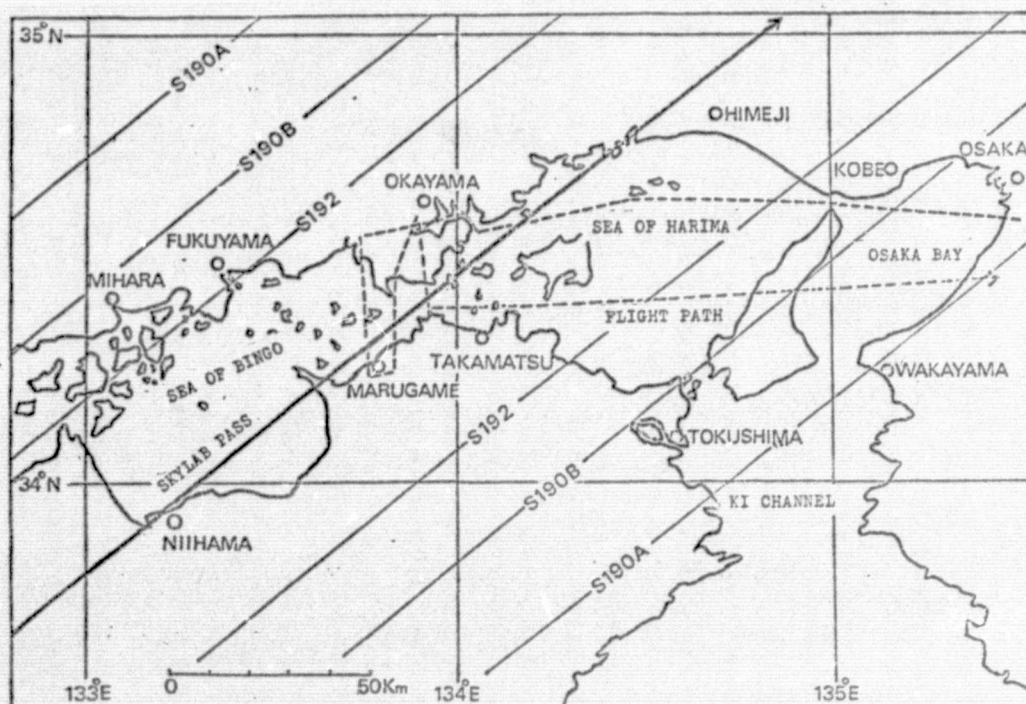 35°N
S190A
S190B
S192
OHIMEJI
KOBEO
OSAKA
OKAYAMA
SEA OF HARIMA
FUKUYAMA
OSAKA BAY
MIHARA
FLIGHT PATH
TAKAMATSU
SEA OF BINGO
MARUGAME
OWAKAYAMA
S192
TOKUSHIMA
SKYLAB PASS
34°N
S190B
KI CHANNEL
NIIHAMA
S190A
0 50Km
133°E 134°E 135°E